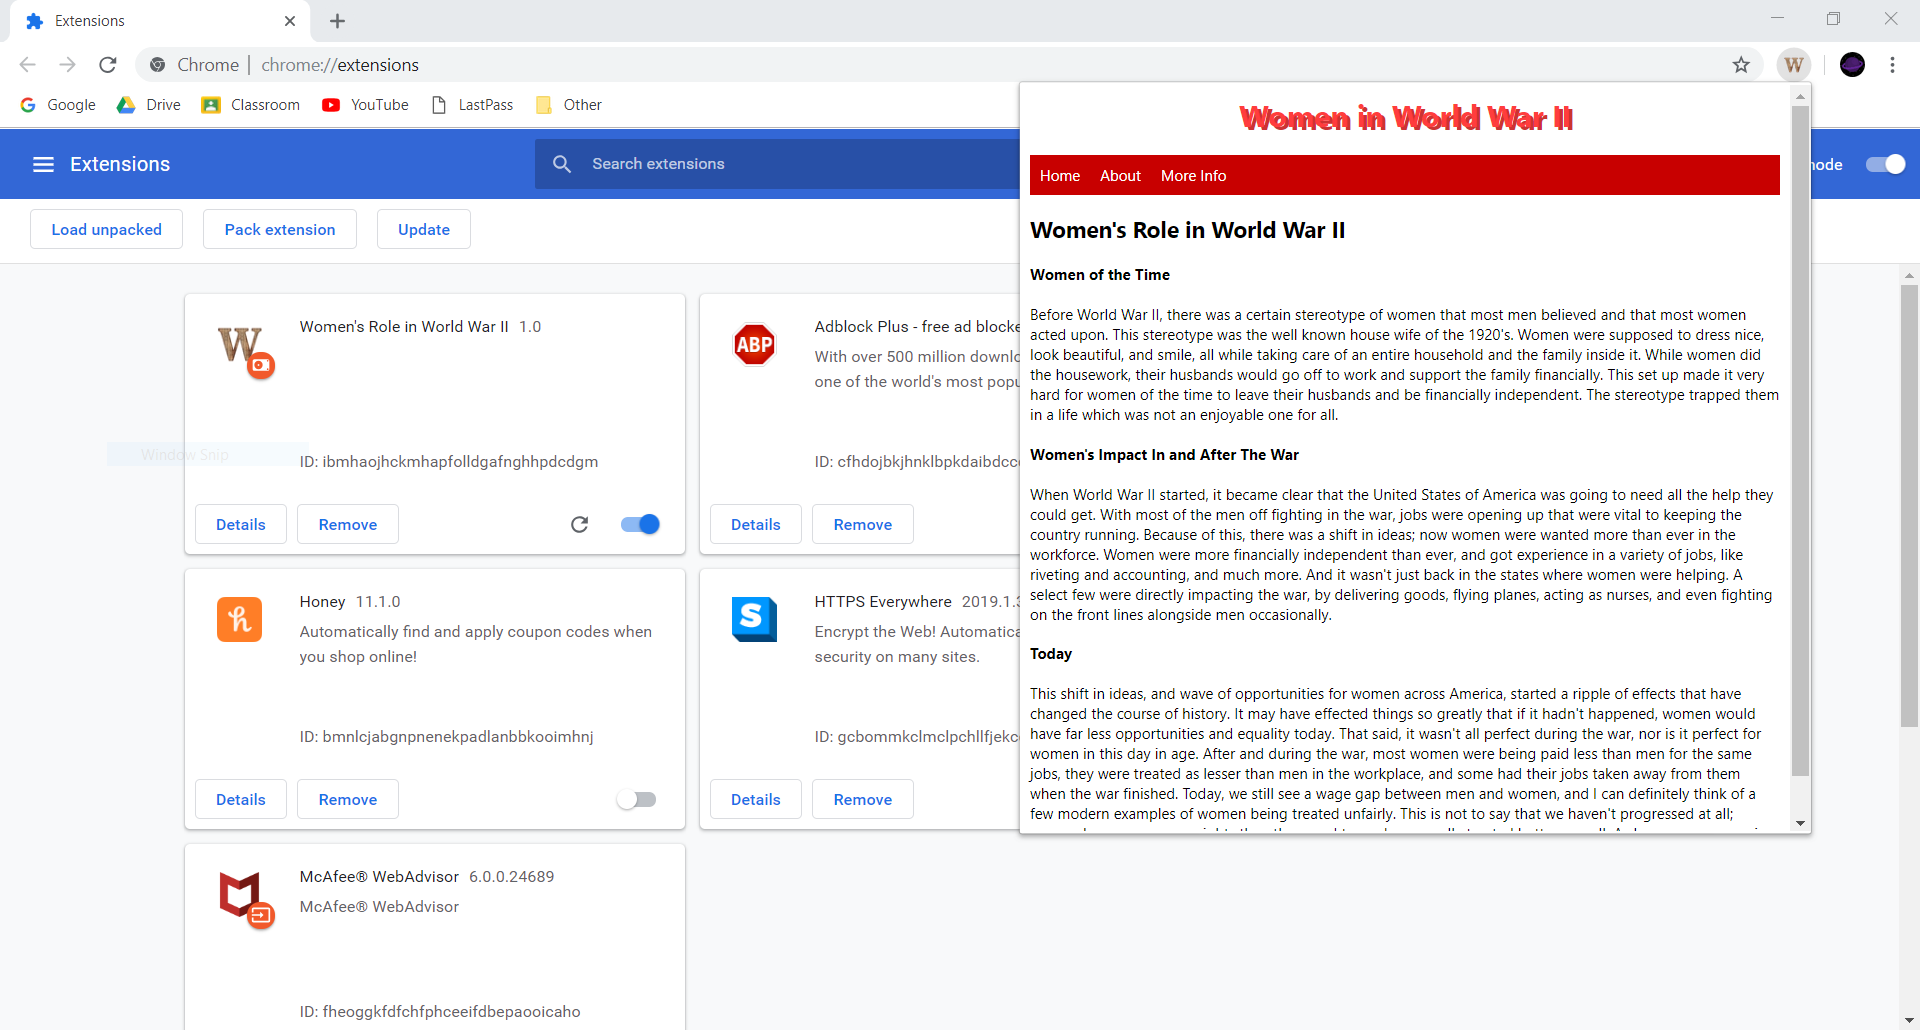 Extensions
Chrome | chrome://extensions
W
Google Drive Classroom YouTube LastPass Other
Extensions
Search extensions
node
Load unpacked
Pack extension
Update
W
Women's Role in World War II 1.0
ID: ibmhaojhckmhapfolldgafnghhpdcdgm
Details
Remove
Window Snip
ABP
Adblock Plus - free ad blocke
With over 500 million downlo
one of the world's most popu
ID: cfhdojbkjhnklbpkdaibdcc
Details
Remove
Honey 11.1.0
Automatically find and apply coupon codes when
you shop online!
ID: bmnlcjabgnpnenekpadlanbbkooimhnj
Details
Remove
S
HTTPS Everywhere 2019.1.3
Encrypt the Web! Automatica
security on many sites.
ID: gcbommkclmclpchllfjekc
Details
Remove
McAfee® WebAdvisor 6.0.0.24689
McAfee® WebAdvisor
ID: fheoggkfdfchfphceeifdbepaooicaho
Women in World War II
Home About More Info
Women's Role in World War II
Women of the Time
Before World War II, there was a certain stereotype of women that most men believed and that most women
acted upon. This stereotype was the well known house wife of the 1920's. Women were supposed to dress nice,
look beautiful, and smile, all while taking care of an entire household and the family inside it. While women did
the housework, their husbands would go off to work and support the family financially. This set up made it very
hard for women of the time to leave their husbands and be financially independent. The stereotype trapped them
in a life which was not an enjoyable one for all.
Women's Impact In and After The War
When World War II started, it became clear that the United States of America was going to need all the help they
could get. With most of the men off fighting in the war, jobs were opening up that were vital to keeping the
country running. Because of this, there was a shift in ideas; now women were wanted more than ever in the
workforce. Women were more financially independent than ever, and got experience in a variety of jobs, like
riveting and accounting, and much more. And it wasn't just back in the states where women were helping. A
select few were directly impacting the war, by delivering goods, flying planes, acting as nurses, and even fighting
on the front lines alongside men occasionally.
Today
This shift in ideas, and wave of opportunities for women across America, started a ripple of effects that have
changed the course of history. It may have effected things so greatly that if it hadn't happened, women would
have far less opportunities and equality today. That said, it wasn't all perfect during the war, nor is it perfect for
women in this day in age. After and during the war, most women were being paid less than men for the same
jobs, they were treated as lesser than men in the workplace, and some had their jobs taken away from them
when the war finished. Today, we still see a wage gap between men and women, and I can definitely think of a
few modern examples of women being treated unfairly. This is not to say that we haven't progressed at all;